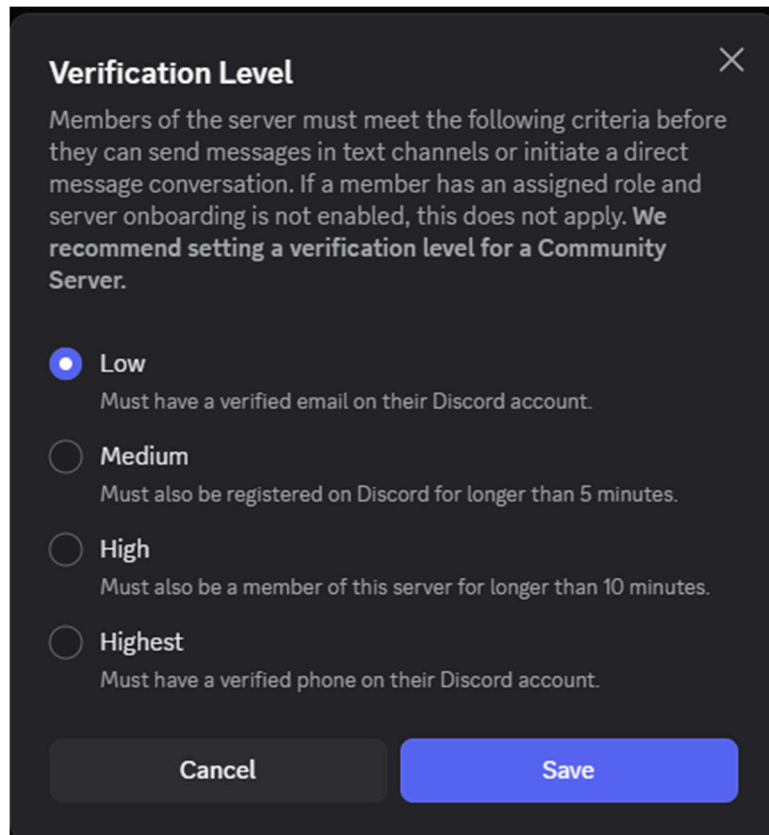 Verification Level
Members of the server must meet the following criteria before
they can send messages in text channels or initiate a direct
message conversation. If a member has an assigned role and
server onboarding is not enabled, this does not apply. We
recommend setting a verification level for a Community
Server.
Low
Must have a verified email on their Discord account.
Medium
Must also be registered on Discord for longer than 5 minutes.
High
Must also be a member of this server for longer than 10 minutes.
Highest
Must have a verified phone on their Discord account.
Cancel
Save